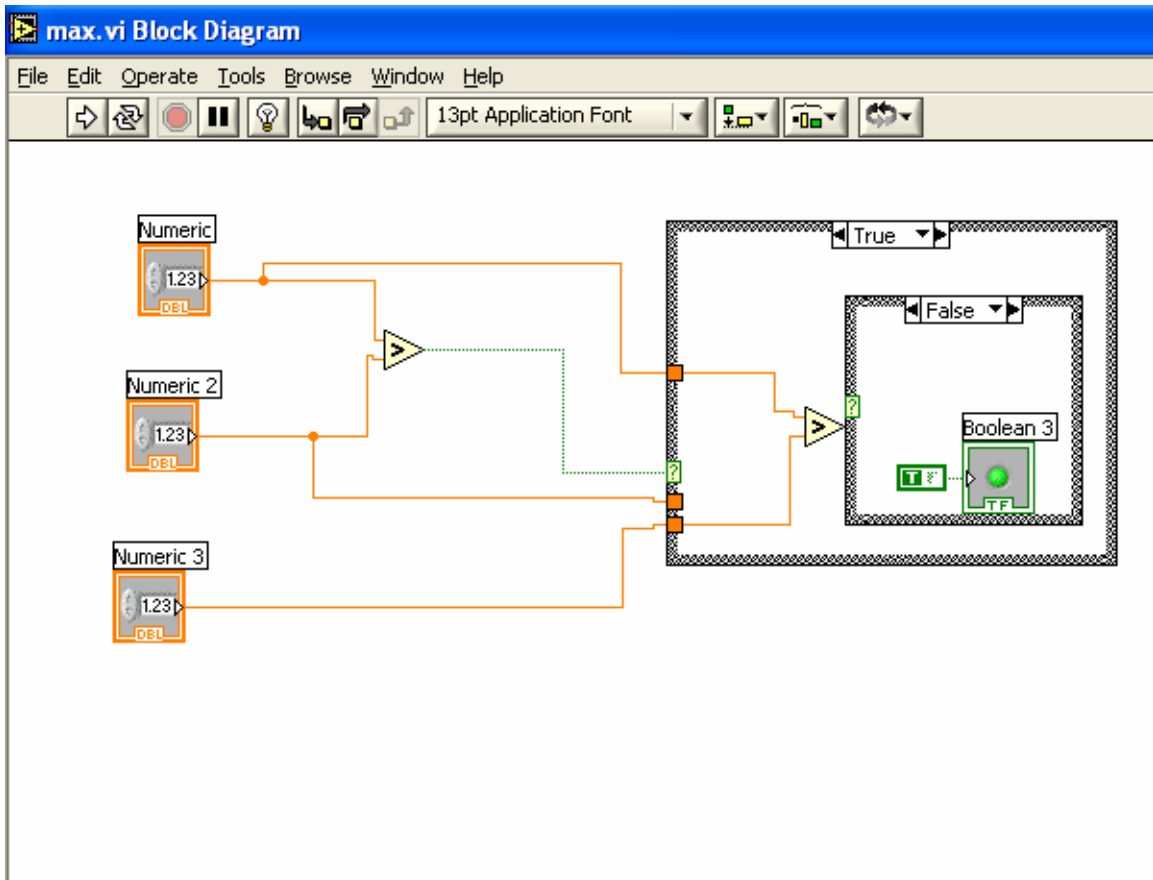 max.vi Block Diagram
File Edit Operate Tools Browse Window Help
13pt Application Font
Numeric
1.23
DBL
True
False
>
Numeric 2
1.23
DBL
>
?
Boolean 3
?
T F
TF
Numeric 3
1.23
DBL